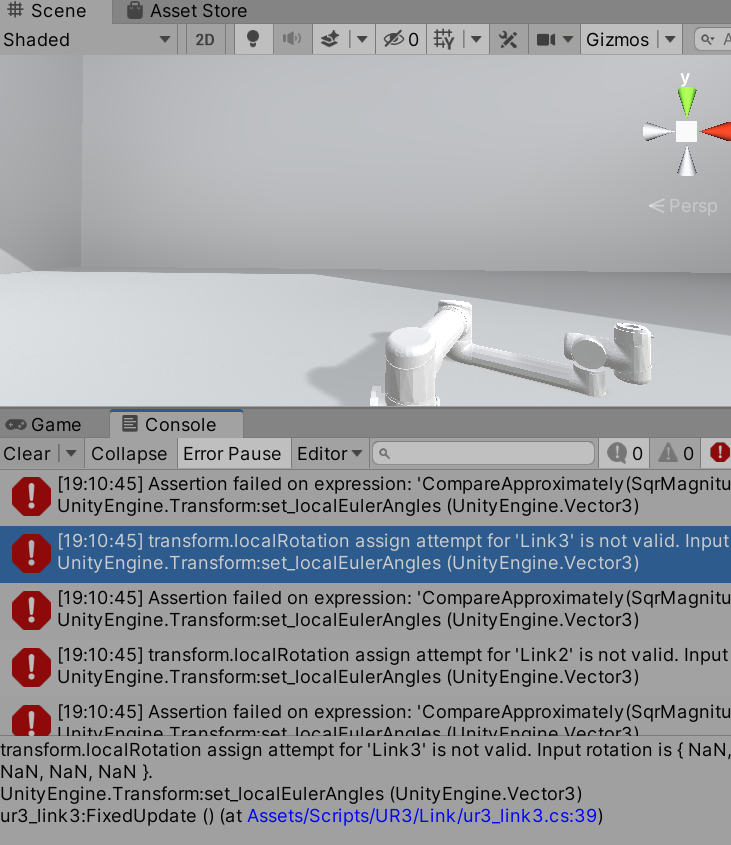 Scene
Asset Store
Shaded
2D
0
Gizmos
y
Persp
Game
Console
Clear
Collapse
Error Pause
Editor
0
0
[19:10:45] Assertion failed on expression: 'CompareApproximately(SqrMagnitu
UnityEngine.Transform:set_localEulerAngles (UnityEngine.Vector3)
[19:10:45] transform.localRotation assign attempt for 'Link3' is not valid. Input
UnityEngine.Transform:set_localEulerAngles (UnityEngine.Vector3)
[19:10:45] Assertion failed on expression: 'CompareApproximately(SqrMagnitu
UnityEngine.Transform:set_localEulerAngles (UnityEngine.Vector3)
[19:10:45] transform.localRotation assign attempt for 'Link2' is not valid. Input
UnityEngine.Transform:set_localEulerAngles (UnityEngine.Vector3)
[19:10:45] Assertion failed on expression: 'CompareApproximately(SqrMagnitu
UnityEngine.Transform:set_localEulerAngles (UnityEngine.Vector3)
transform.localRotation assign attempt for 'Link3' is not valid. Input rotation is { NaN,
NaN, NaN, NaN }.
UnityEngine.Transform:set_localEulerAngles (UnityEngine.Vector3)
ur3_link3:FixedUpdate () (at Assets/Scripts/UR3/Link/ur3_link3.cs:39)